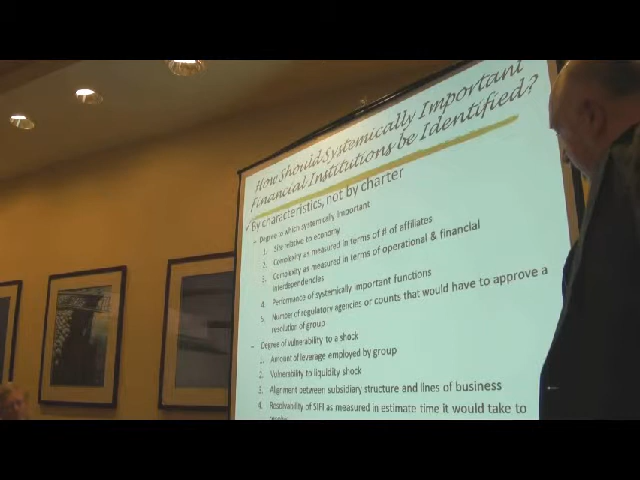 How Should Systemically Important
Financial Institutions be Identified?
✓ By characteristics, not by charter
– Degree to which systemically important
1. Size relative to economy
2. Complexity as measured in terms of # of affiliates
3. Complexity as measured in terms of operational & financial
interdependencies
4. Performance of systemically important functions
5. Number of regulatory agencies or counts that would have to approve a
resolution of group
– Degree of vulnerability to a shock
1. Amount of leverage employed by group
2. Vulnerability to liquidity shock
3. Alignment between subsidiary structure and lines of business
4. Resolvability of SIFI as measured in estimate time it would take to